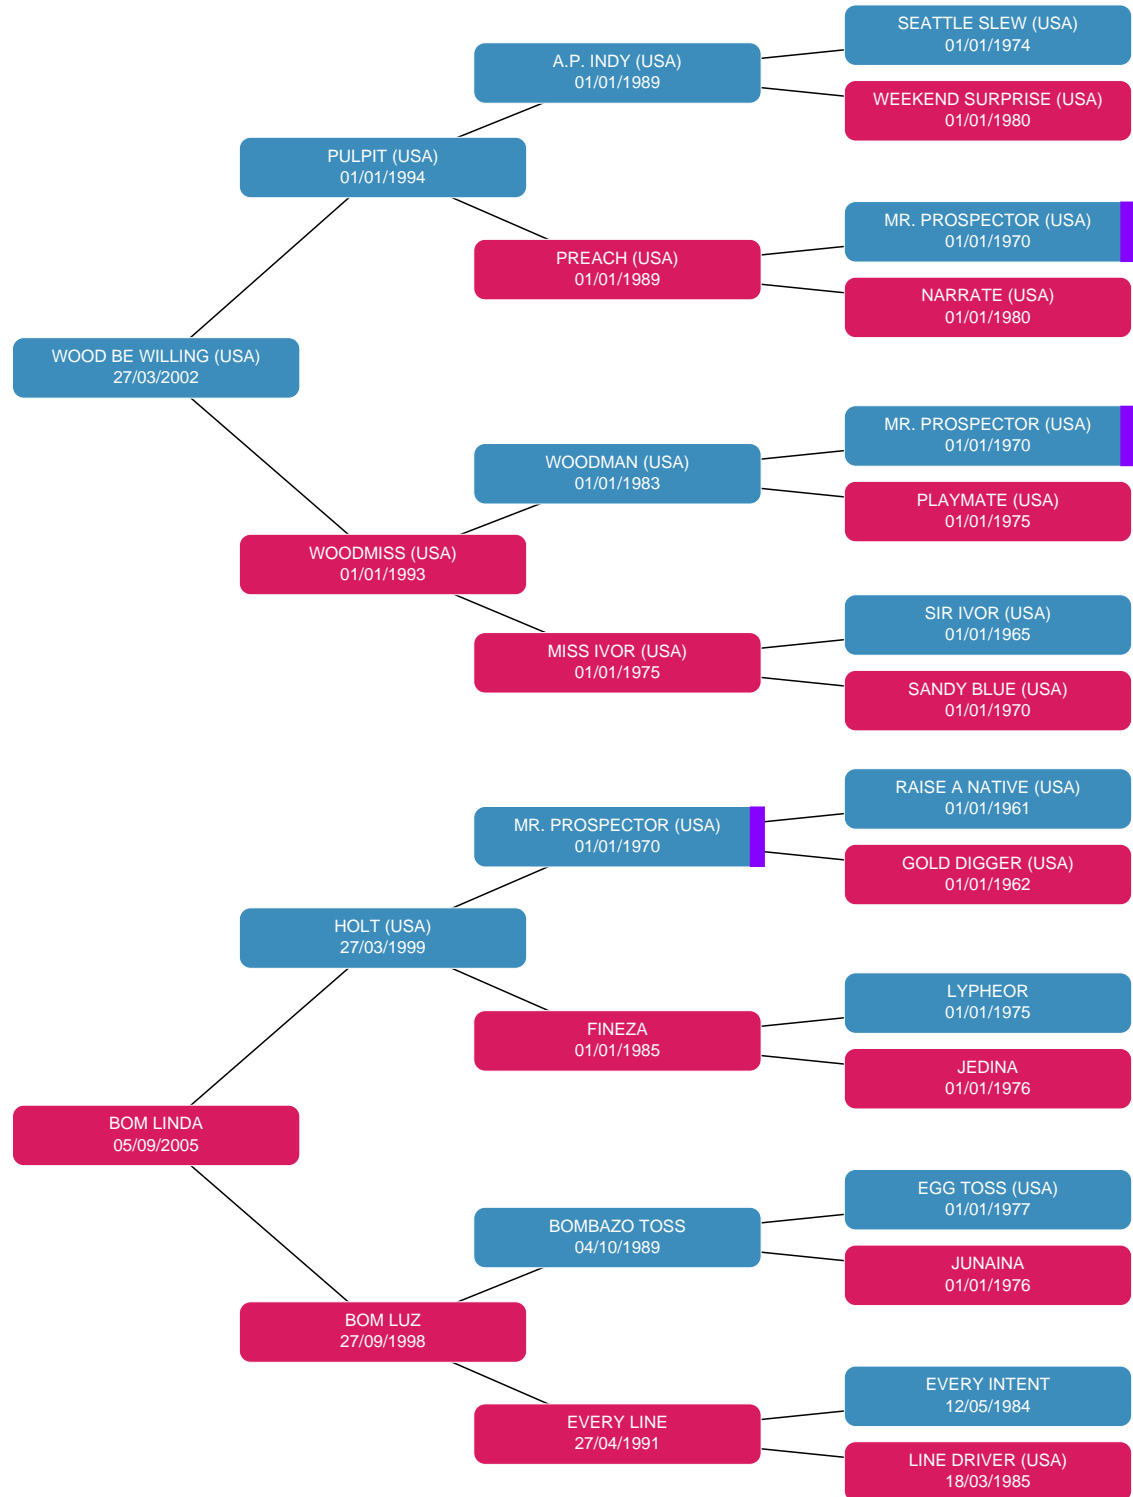 SEATTLE SLEW (USA)
01/01/1974
A.P. INDY (USA)
01/01/1989
WEEKEND SURPRISE (USA)
01/01/1980
PULPIT (USA)
01/01/1994
MR. PROSPECTOR (USA)
01/01/1970
PREACH (USA)
01/01/1989
NARRATE (USA)
01/01/1980
WOOD BE WILLING (USA)
27/03/2002
MR. PROSPECTOR (USA)
01/01/1970
WOODMAN (USA)
01/01/1983
PLAYMATE (USA)
01/01/1975
WOODMISS (USA)
01/01/1993
SIR IVOR (USA)
01/01/1965
MISS IVOR (USA)
01/01/1975
SANDY BLUE (USA)
01/01/1970
RAISE A NATIVE (USA)
01/01/1961
MR. PROSPECTOR (USA)
01/01/1970
GOLD DIGGER (USA)
01/01/1962
HOLT (USA)
27/03/1999
LYPHEOR
01/01/1975
FINEZA
01/01/1985
JEDINA
01/01/1976
BOM LINDA
05/09/2005
EGG TOSS (USA)
01/01/1977
BOMBAZO TOSS
04/10/1989
JUNAINA
01/01/1976
BOM LUZ
27/09/1998
EVERY INTENT
12/05/1984
EVERY LINE
27/04/1991
LINE DRIVER (USA)
18/03/1985